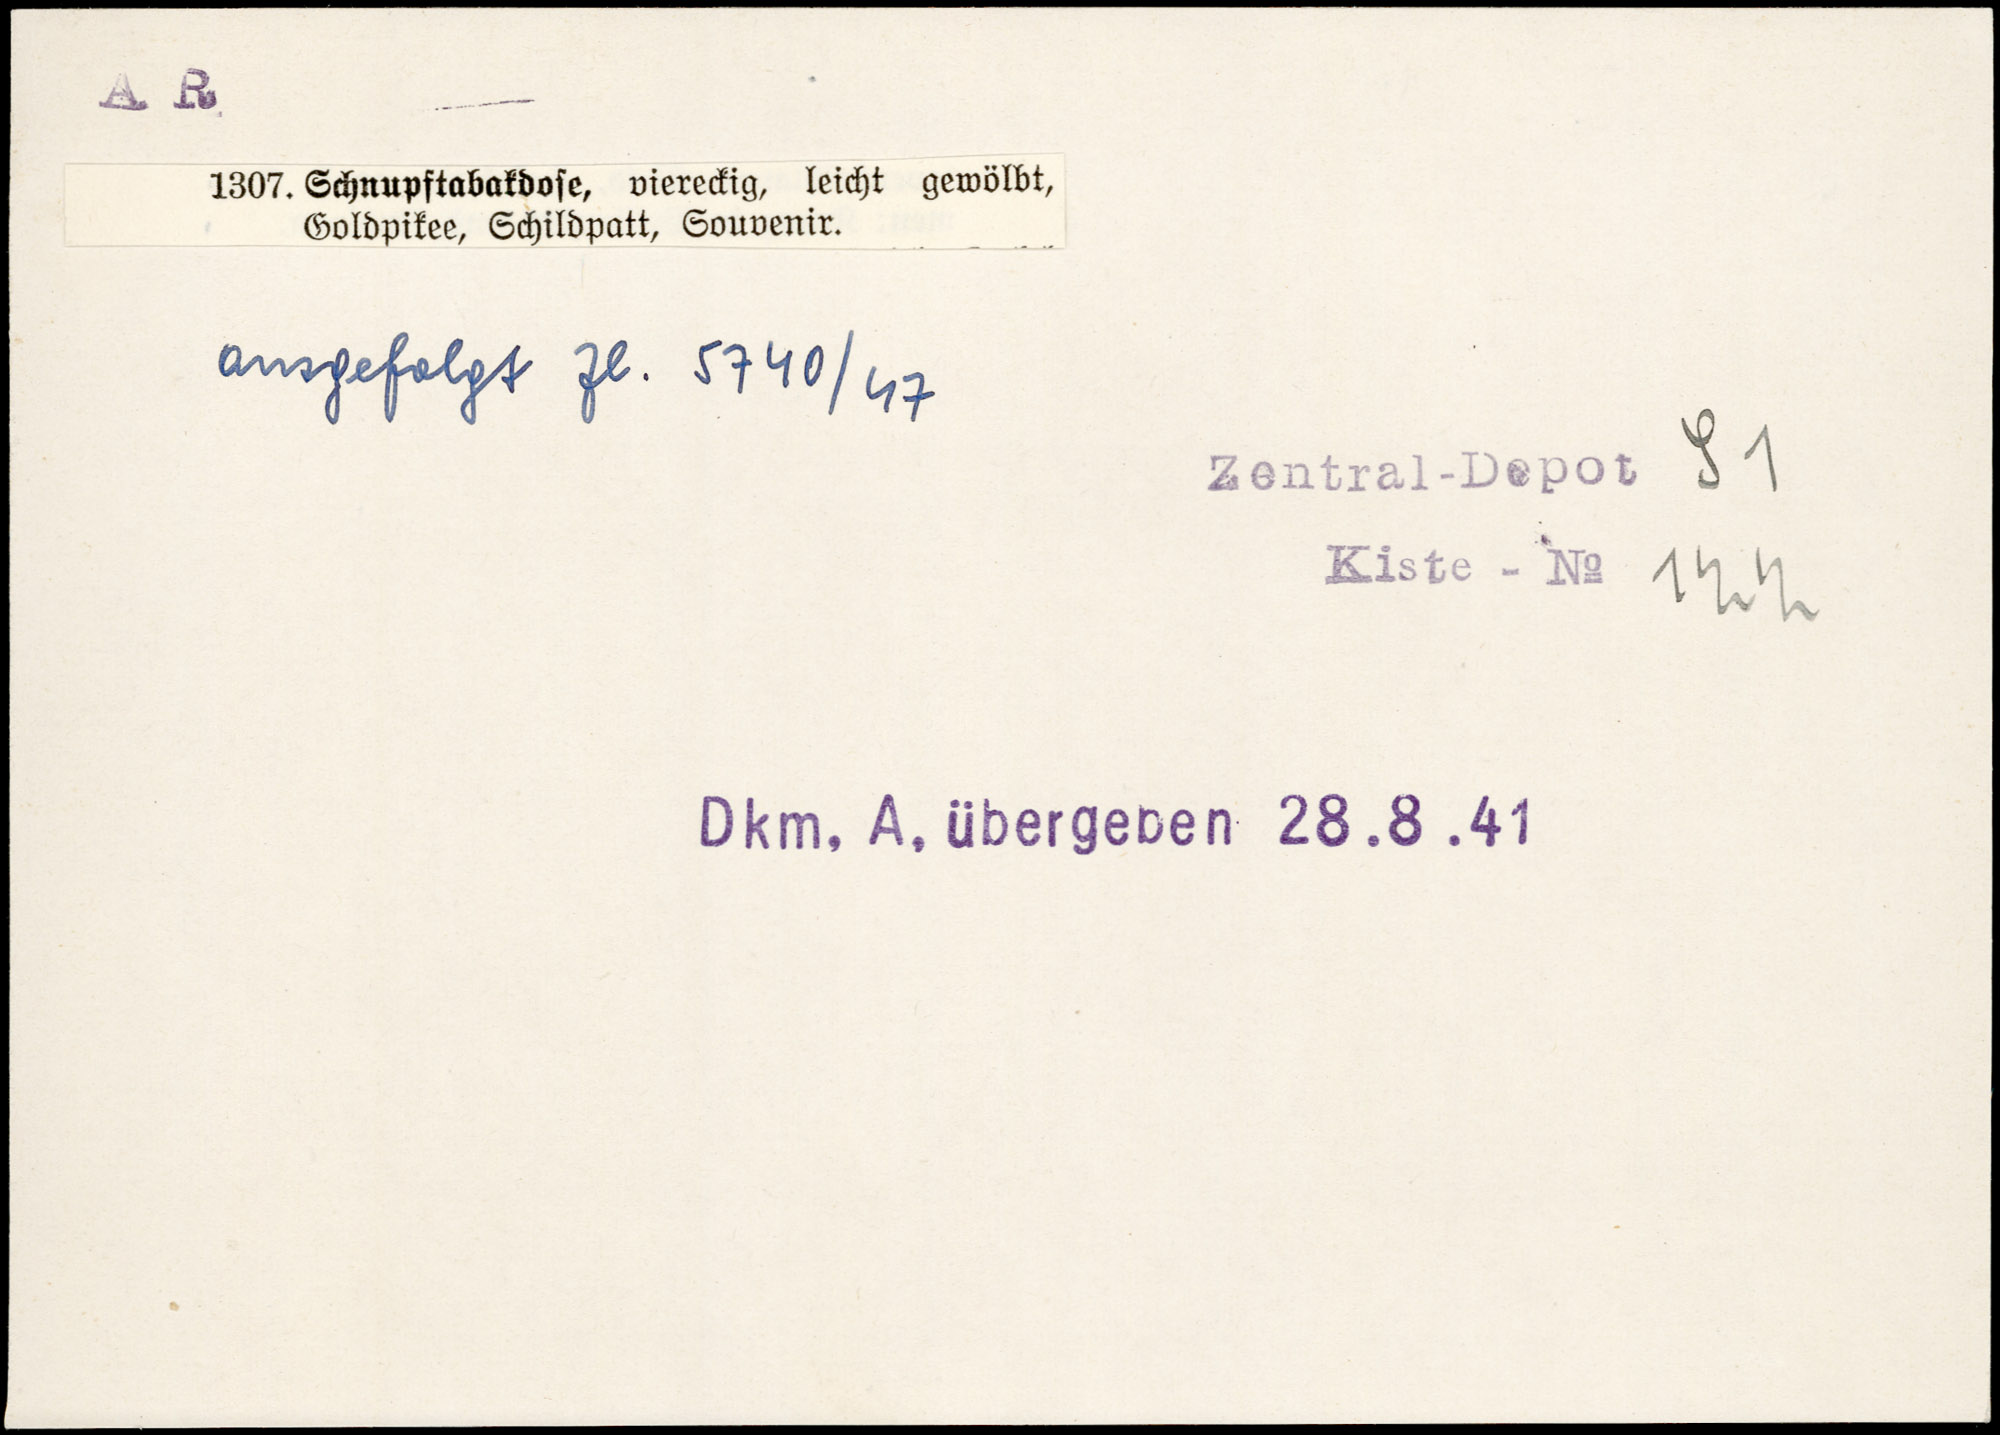 A R
1307. Schnupftabakdose, viereckig, leicht gewölbt,
Goldpikee, Schildpatt, Souvenir.
ausgefolgt Zl. 5740/47
Zentral-Depot S 1
Kiste - №
Dkm. A. übergeben 28.8.41